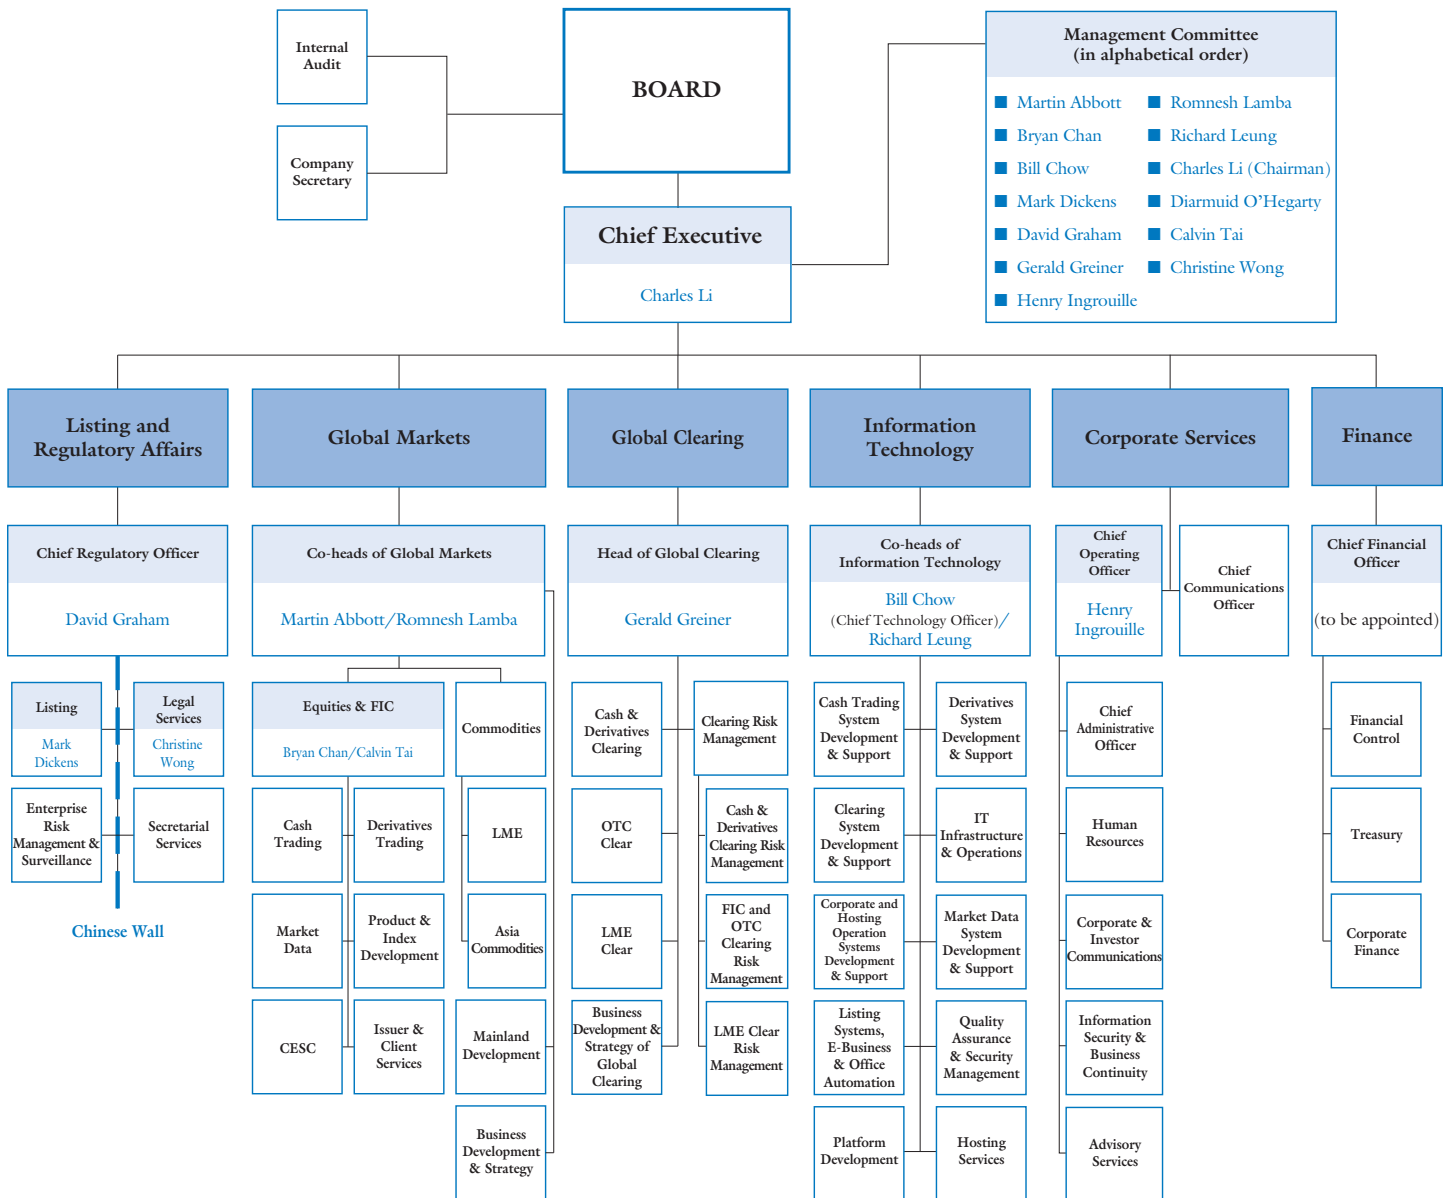 Internal
Audit
Company
Secretary
BOARD
Chief Executive
Charles Li
Management Committee
(in alphabetical order)
■ Martin Abbott
■ Bryan Chan
■ Bill Chow
■ Mark Dickens
■ David Graham
■ Gerald Greiner
■ Henry Ingrouille
■ Romnesh Lamba
■ Richard Leung
■ Charles Li (Chairman)
■ Diarmuid O’Hegarty
■ Calvin Tai
■ Christine Wong
Listing and
Regulatory Affairs
Chief Regulatory Officer
David Graham
Listing
Mark
Dickens
Legal
Services
Christine
Wong
Enterprise
Risk
Management &
Surveillance
Secretarial
Services
Chinese Wall
Global Markets
Co-heads of Global Markets
Martin Abbott/Romnesh Lamba
Equities & FIC
Bryan Chan/Calvin Tai
Commodities
Cash
Trading
Derivatives
Trading
LME
Market
Data
Product &
Index
Development
Asia
Commodities
CESC
Issuer &
Client
Services
Mainland
Development
Business
Development
& Strategy
Global Clearing
Head of Global Clearing
Gerald Greiner
Cash &
Derivatives
Clearing
Clearing Risk
Management
OTC
Clear
Cash &
Derivatives
Clearing Risk
Management
LME
Clear
FIC and
OTC
Clearing
Risk
Management
Business
Development &
Strategy of
Global
Clearing
LME Clear
Risk
Management
Information
Technology
Co-heads of
Information Technology
Bill Chow
(Chief Technology Officer)/
Richard Leung
Cash Trading
System
Development
& Support
Derivatives
System
Development
& Support
Clearing
System
Development
& Support
IT
Infrastructure
& Operations
Corporate and
Hosting
Operation
Systems
Development
& Support
Market Data
System
Development
& Support
Listing
Systems,
E-Business
& Office
Automation
Quality
Assurance
& Security
Management
Platform
Development
Hosting
Services
Corporate Services
Chief
Operating
Officer
Henry
Ingrouille
Chief
Communications
Officer
Chief
Administrative
Officer
Human
Resources
Corporate &
Investor
Communications
Information
Security &
Business
Continuity
Advisory
Services
Finance
Chief Financial
Officer
(to be appointed)
Financial
Control
Treasury
Corporate
Finance